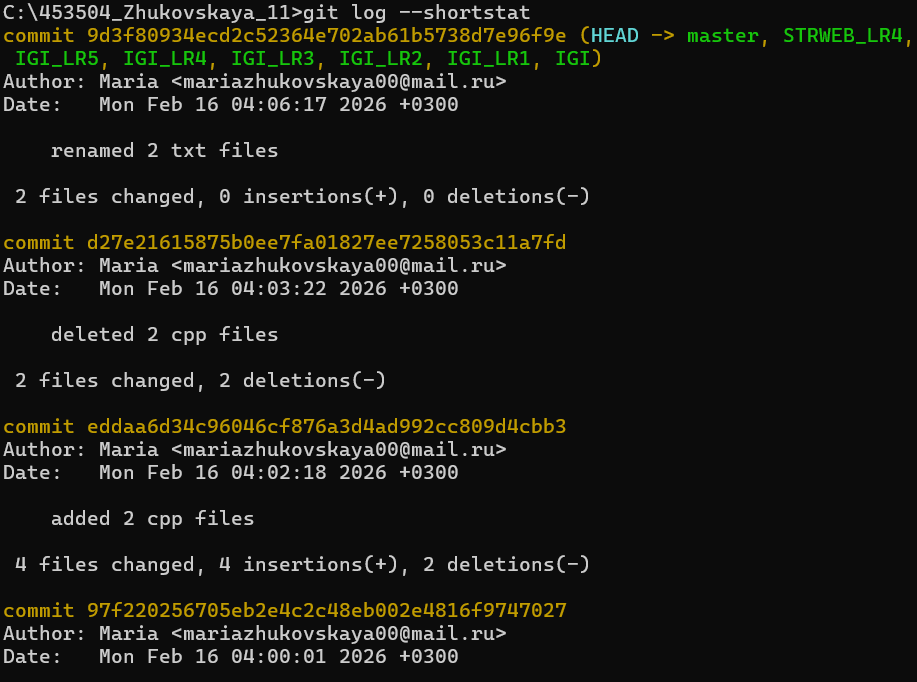 C:\453504_Zhukovskaya_11>git log --shortstat
commit 9d3f80934ecd2c52364e702ab61b5738d7e96f9e (HEAD -> master, STRWEB_LR4,
 IGI_LR5, IGI_LR4, IGI_LR3, IGI_LR2, IGI_LR1, IGI)
Author: Maria <mariazhukovskaya00@mail.ru>
Date:   Mon Feb 16 04:06:17 2026 +0300
    renamed 2 txt files
 2 files changed, 0 insertions(+), 0 deletions(-)
commit d27e21615875b0ee7fa01827ee7258053c11a7fd
Author: Maria <mariazhukovskaya00@mail.ru>
Date:   Mon Feb 16 04:03:22 2026 +0300
    deleted 2 cpp files
 2 files changed, 2 deletions(-)
commit eddaa6d34c96046cf876a3d4ad992cc809d4cbb3
Author: Maria <mariazhukovskaya00@mail.ru>
Date:   Mon Feb 16 04:02:18 2026 +0300
    added 2 cpp files
 4 files changed, 4 insertions(+), 2 deletions(-)
commit 97f220256705eb2e4c2c48eb002e4816f9747027
Author: Maria <mariazhukovskaya00@mail.ru>
Date:   Mon Feb 16 04:00:01 2026 +0300